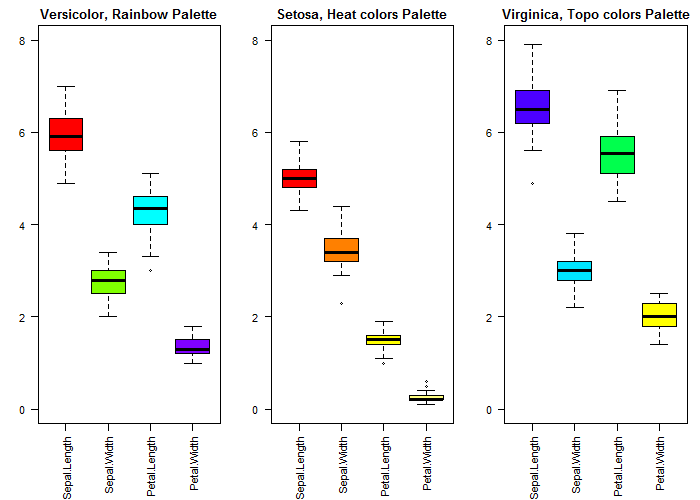 Versicolor, Rainbow Palette
8
6
4
2
0
Sepal.Length
Sepal.Width
Petal.Length
Petal.Width
Setosa, Heat colors Palette
8
6
4
2
0
Sepal.Length
Sepal.Width
Petal.Length
Petal.Width
Virginica, Topo colors Palette
8
6
4
2
0
Sepal.Length
Sepal.Width
Petal.Length
Petal.Width